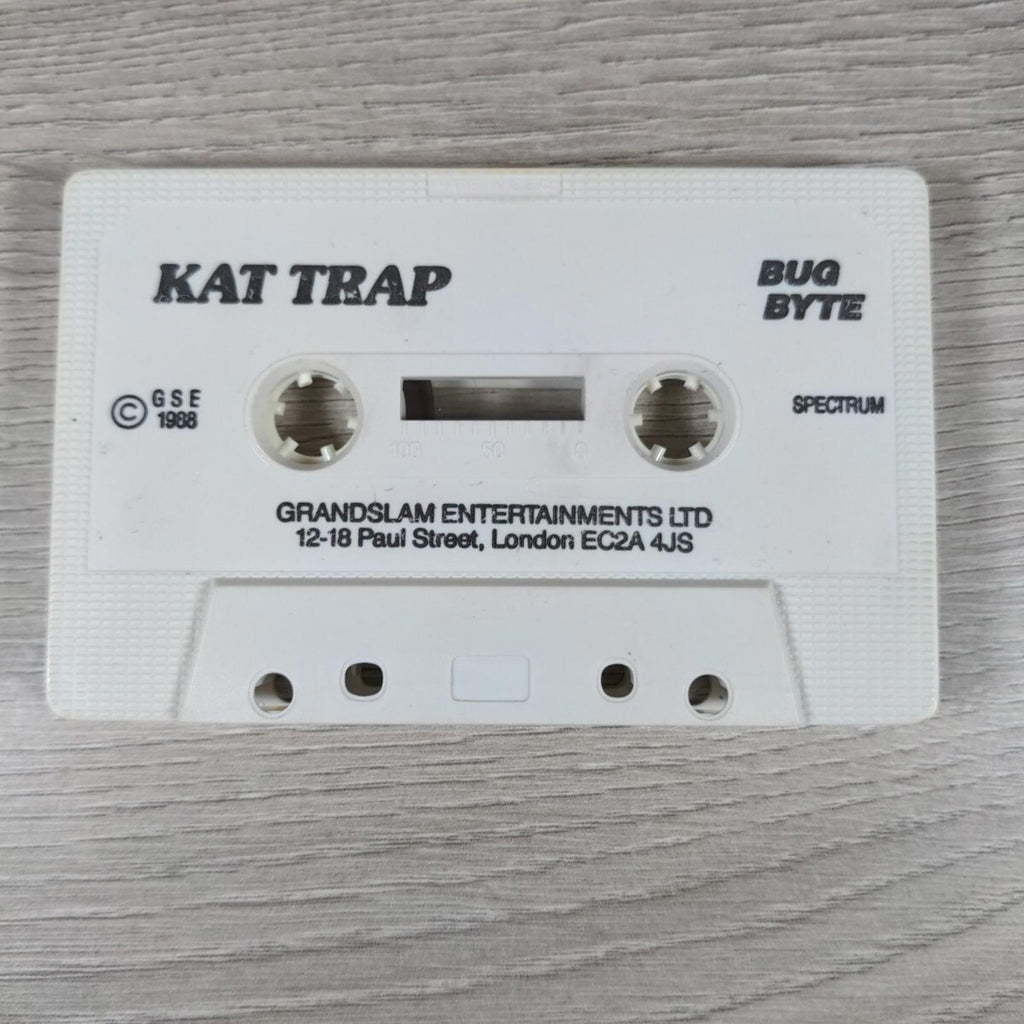 KAT TRAP
BUG
BYTE
© GSE
1988
SPECTRUM
100 50 0
GRANDSLAM ENTERTAINMENTS LTD
12-18 Paul Street, London EC2A 4JS